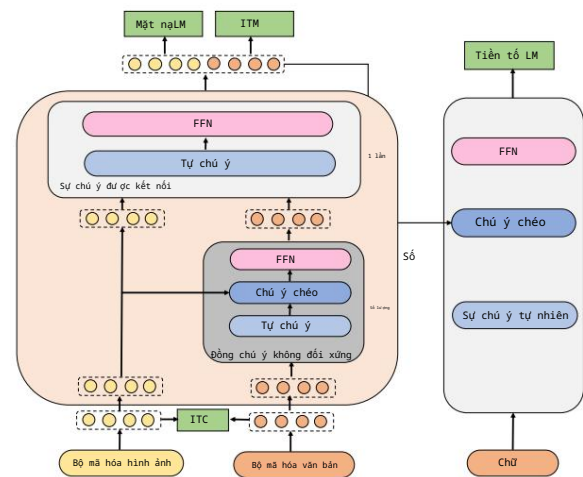 Mặt nạLM
ITM
Tiền tố LM
FFN
Tự chú ý
Sự chú ý được kết nối
1 lần
FFN
Chú ý chéo
Tự chú ý
Số lượng
Đồng chú ý không đối xứng
Số
FFN
Chú ý chéo
Sự chú ý tự nhiên
ITC
Bộ mã hóa hình ảnh
Bộ mã hóa văn bản
Chữ